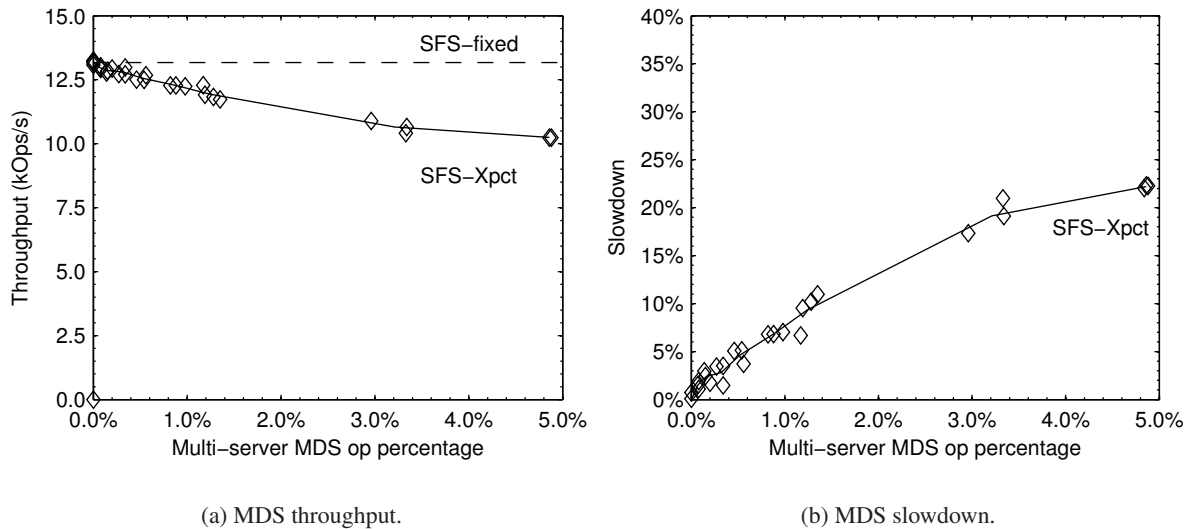 15.0
12.5
10.0
7.5
5.0
2.5
0.0
Throughput (kOps/s)
SFS−fixed
SFS−Xpct
0.0% 1.0% 2.0% 3.0% 4.0% 5.0%
Multi−server MDS op percentage
(a) MDS throughput.
40%
35%
30%
25%
20%
15%
10%
5%
0%
Slowdown
SFS−Xpct
0.0% 1.0% 2.0% 3.0% 4.0% 5.0%
Multi−server MDS op percentage
(b) MDS slowdown.